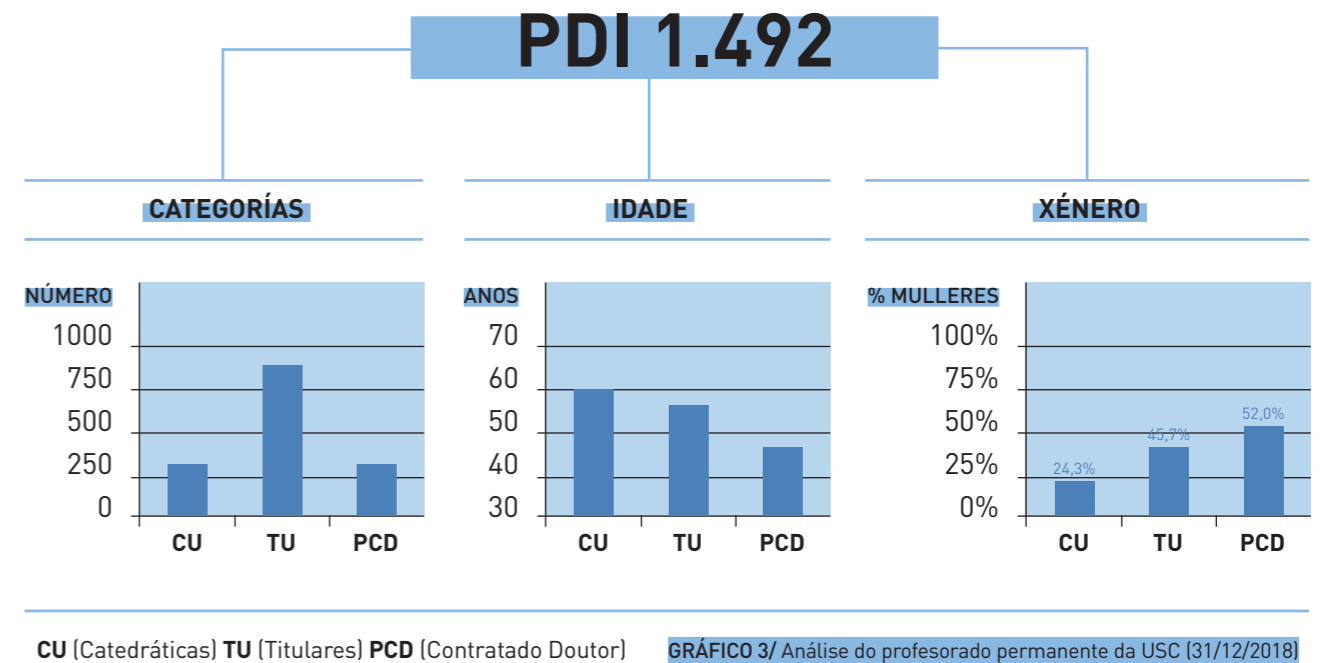 PDI 1.492
CATEGORÍAS
IDADE
XÉNERO
NÚMERO
1000
750
500
250
0
CU TU PCD
ANOS
70
60
50
40
30
CU TU PCD
% MULLERES
100%
75%
50%
25%
0%
24,3%
45,7%
52,0%
CU TU PCD
CU (Catedráticas) TU (Titulares) PCD (Contratado Doutor)
GRÁFICO 3/ Análise do profesorado permanente da USC (31/12/2018)